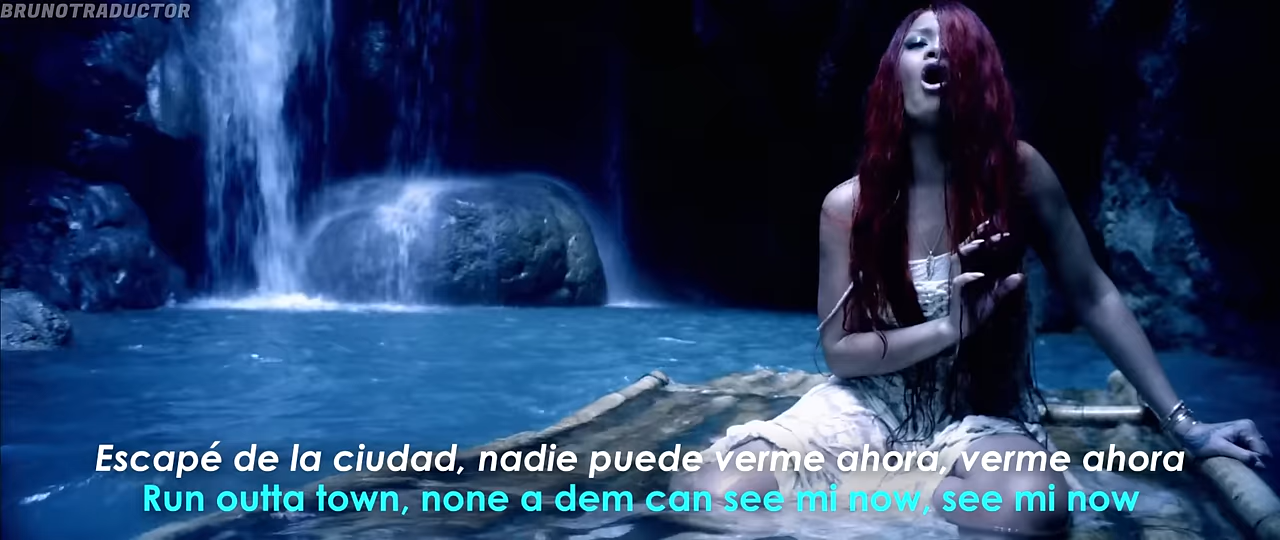 BRUNOTRADUCTOR
Escapé de la ciudad, nadie puede verme ahora, verme ahora
Run outta town, none a dem can see mi now, see mi now